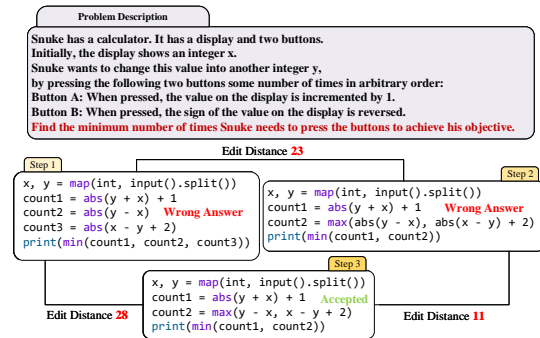 Problem Description
Snuke has a calculator. It has a display and two buttons.
Initially, the display shows an integer x.
Snuke wants to change this value into another integer y,
by pressing the following two buttons some number of times in arbitrary order:
Button A: When pressed, the value on the display is incremented by 1.
Button B: When pressed, the sign of the value on the display is reversed.
Find the minimum number of times Snuke needs to press the buttons to achieve his objective.
Edit Distance 23
Step 1
x, y = map(int, input().split())
count1 = abs(y + x) + 1
count2 = abs(y - x) Wrong Answer
count3 = abs(x - y + 2)
print(min(count1, count2, count3))
Step 2
x, y = map(int, input().split())
count1 = abs(y + x) + 1 Wrong Answer
count2 = max(abs(y - x), abs(x - y) + 2)
print(min(count1, count2))
Step 3
x, y = map(int, input().split())
count1 = abs(y + x) + 1 Accepted
count2 = max(y - x, x - y + 2)
print(min(count1, count2))
Edit Distance 28
Edit Distance 11